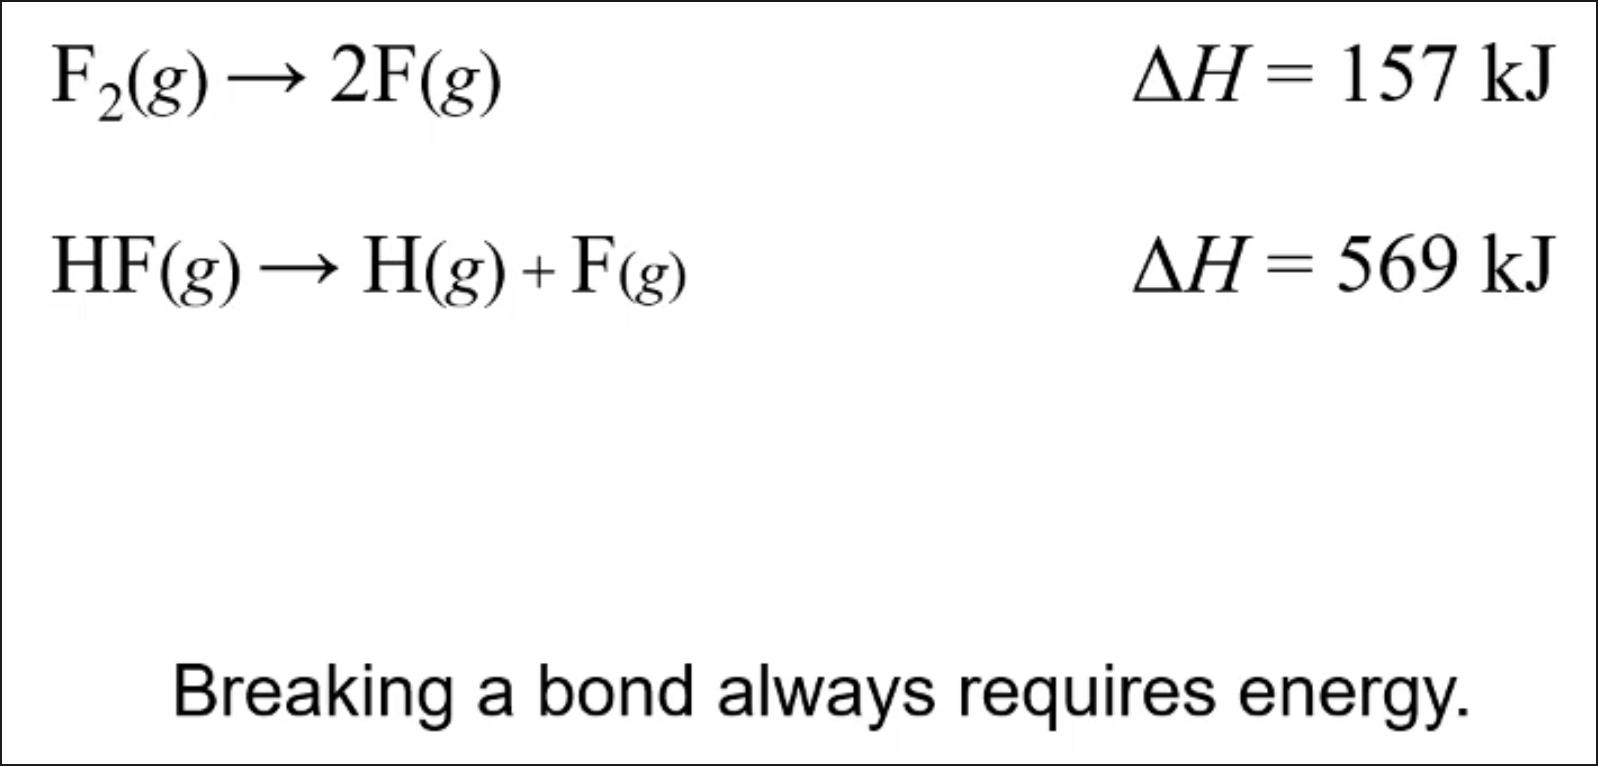 F₂(g) → 2F(g) ΔH = 157 kJ
HF(g) → H(g) + F(g) ΔH = 569 kJ
Breaking a bond always requires energy.